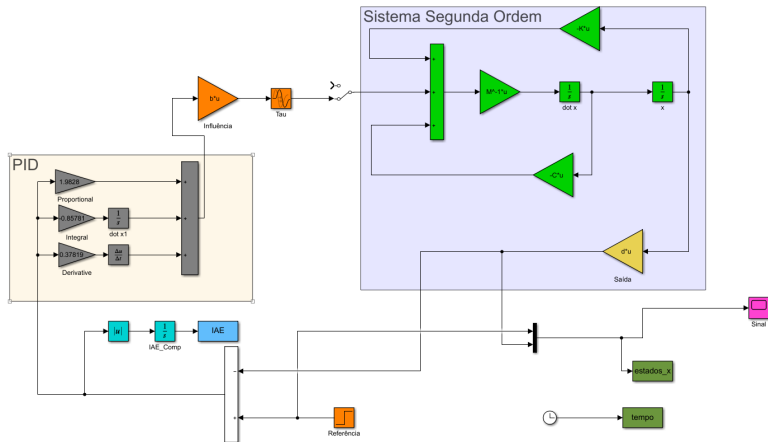 Sistema Segunda Ordem
-K*u
b*u
Influência
Tau
+
+
+
M^-1*u
1
s
dot x
1
s
x
-C*u
PID
1.9828
Proportional
-0.85781
Integral
1
s
dot x1
0.37819
Derivative
Δu
Δt
+
+
+
d*u
Saída
|u|
1
s
IAE_Comp
IAE
−
+
Referência
Sinal
estados_x
tempo